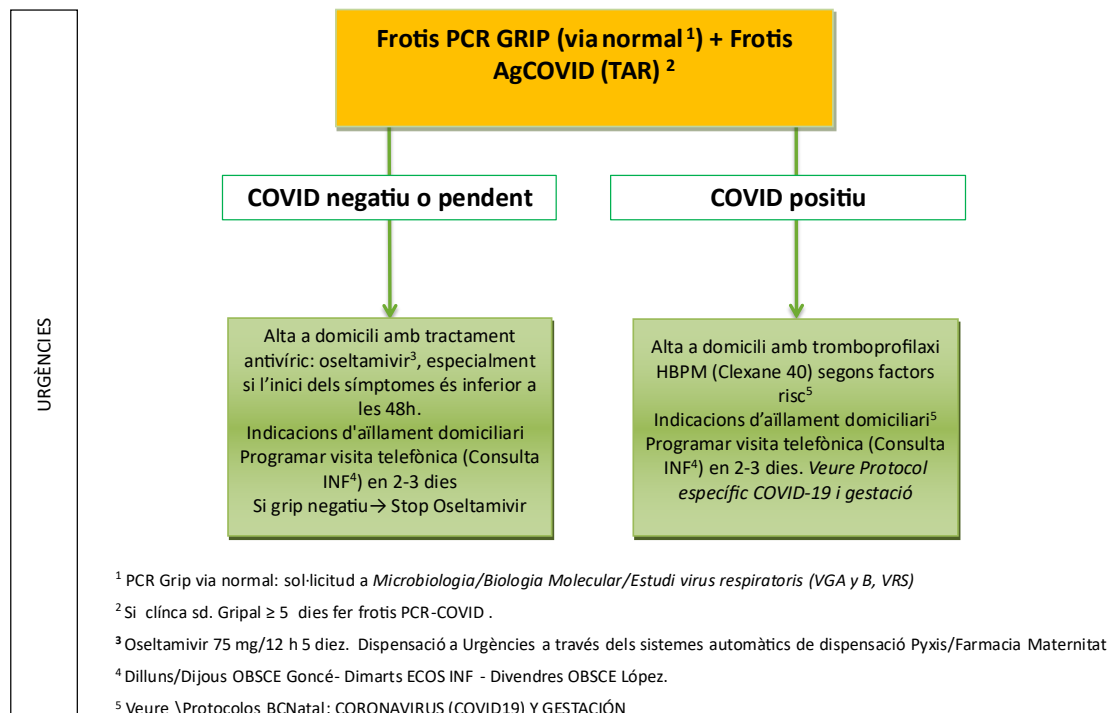 Frotis PCR GRIP (via normal ¹) + Frotis
AgCOVID (TAR) ²
COVID negatiu o pendent
COVID positiu
URGÈNCIES
Alta a domicili amb tractament
antivíric: oseltamivir³, especialment
si l'inici dels símptomes és inferior a
les 48h.
Indicacions d'aïllament domiciliari
Programar visita telefònica (Consulta
INF⁴) en 2-3 dies
Si grip negatiu→ Stop Oseltamivir
Alta a domicili amb tromboprofilaxi
HBPM (Clexane 40) segons factors
risc⁵
Indicacions d'aïllament domiciliari⁵
Programar visita telefònica (Consulta
INF⁴) en 2-3 dies. Veure Protocol
específic COVID-19 i gestació
¹ PCR Grip via normal: sol·licitud a Microbiologia/Biologia Molecular/Estudi virus respiratoris (VGA y B, VRS)
² Si clínca sd. Gripal ≥ 5 dies fer frotis PCR-COVID .
³ Oseltamivir 75 mg/12 h 5 diez. Dispensació a Urgències a través dels sistemes automàtics de dispensació Pyxis/Farmacia Maternitat
⁴ Dilluns/Dijous OBSCE Goncé- Dimarts ECOS INF - Divendres OBSCE López.
⁵ Veure \Protocolos BCNatal: CORONAVIRUS (COVID19) Y GESTACIÓN